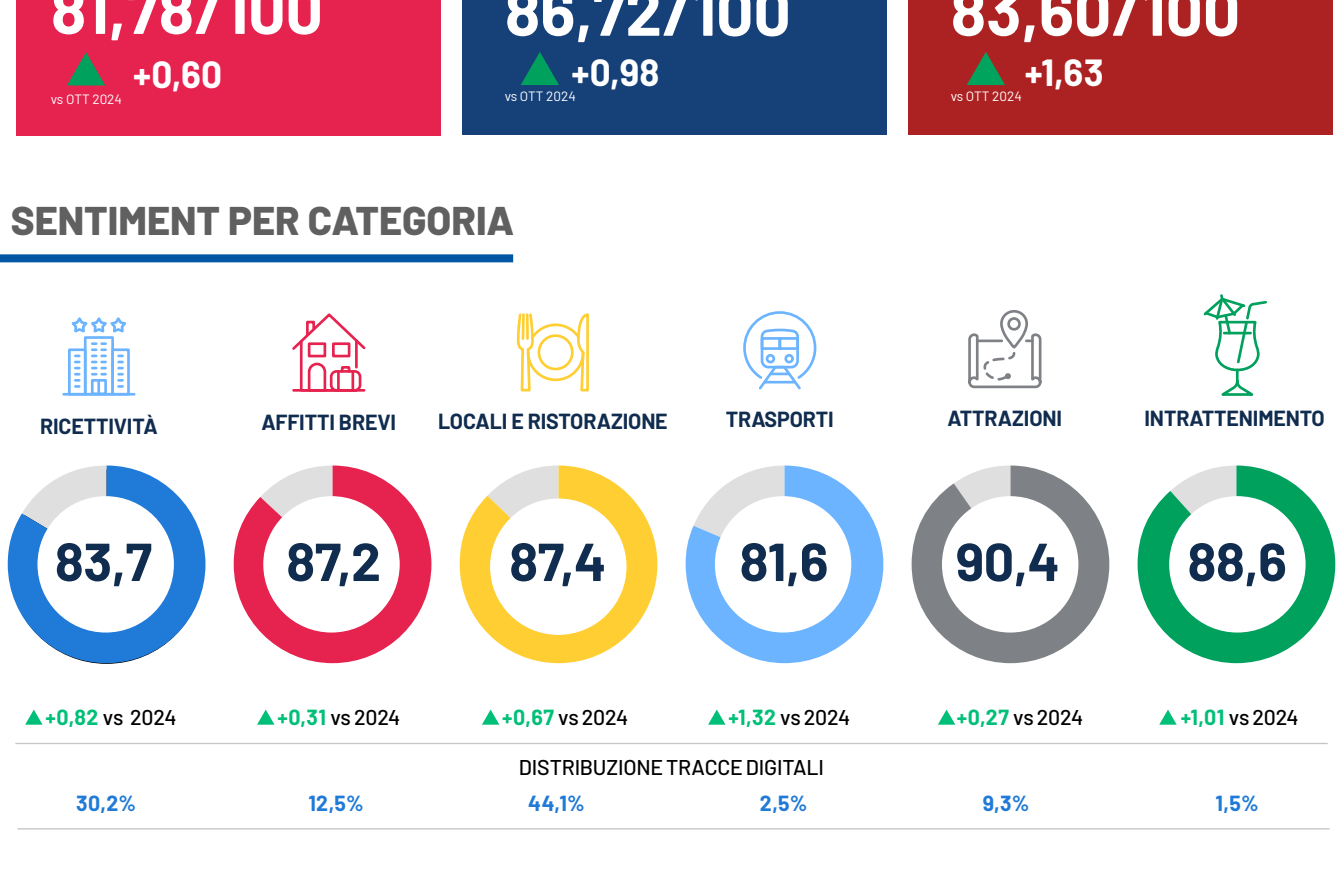 81,78/100
86,72/100
83,60/100
+0,60
+0,98
+1,63
vs OTT 2024
vs OTT 2024
vs OTT 2024
SENTIMENT PER CATEGORIA
RICETTIVITÀ
AFFITTI BREVI
LOCALI E RISTORAZIONE
TRASPORTI
ATTRAZIONI
INTRATTENIMENTO
83,7
87,2
87,4
81,6
90,4
88,6
+0,82 vs 2024
+0,31 vs 2024
+0,67 vs 2024
+1,32 vs 2024
+0,27 vs 2024
+1,01 vs 2024
DISTRIBUZIONE TRACCE DIGITALI
30,2%
12,5%
44,1%
2,5%
9,3%
1,5%